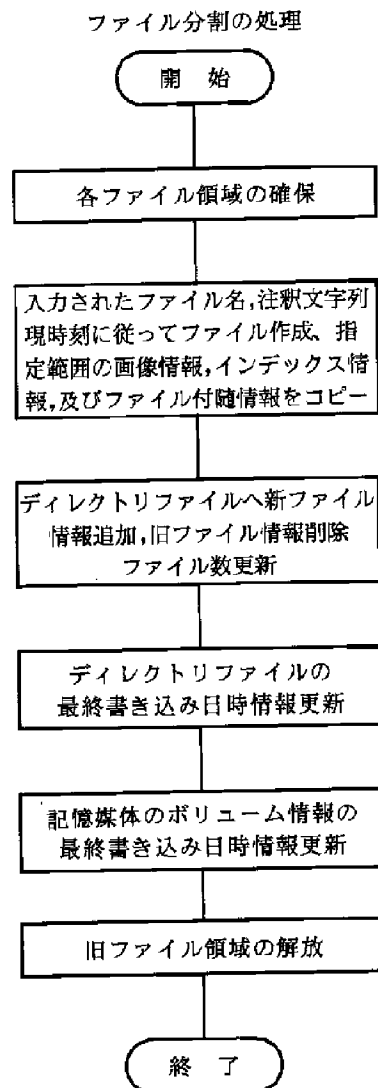 ファイル分割の処理
開 始
各ファイル領域の確保
入力されたファイル名,注釈文字列
現時刻に従ってファイル作成、指
定範囲の画像情報,インデックス情
報,及びファイル付随情報をコピー
ディレクトリファイルへ新ファイル
情報追加,旧ファイル情報削除
ファイル数更新
ディレクトリファイルの
最終書き込み日時情報更新
記憶媒体のボリューム情報の
最終書き込み日時情報更新
旧ファイル領域の解放
終 了